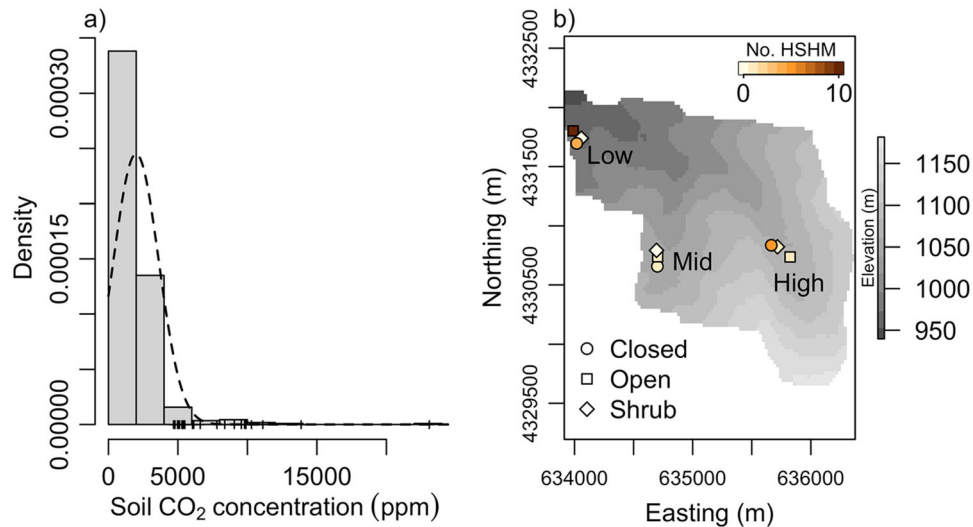 a)
0.00030
0.00015
0.00000
Density
0
5000
15000
Soil CO₂ concentration (ppm)
b)
4332500
4331500
4330500
4329500
Northing (m)
No. HSHM
0 10
Low
Mid
High
Closed
Open
Shrub
634000
635000
636000
Easting (m)
Elevation (m)
1150
1100
1050
1000
950